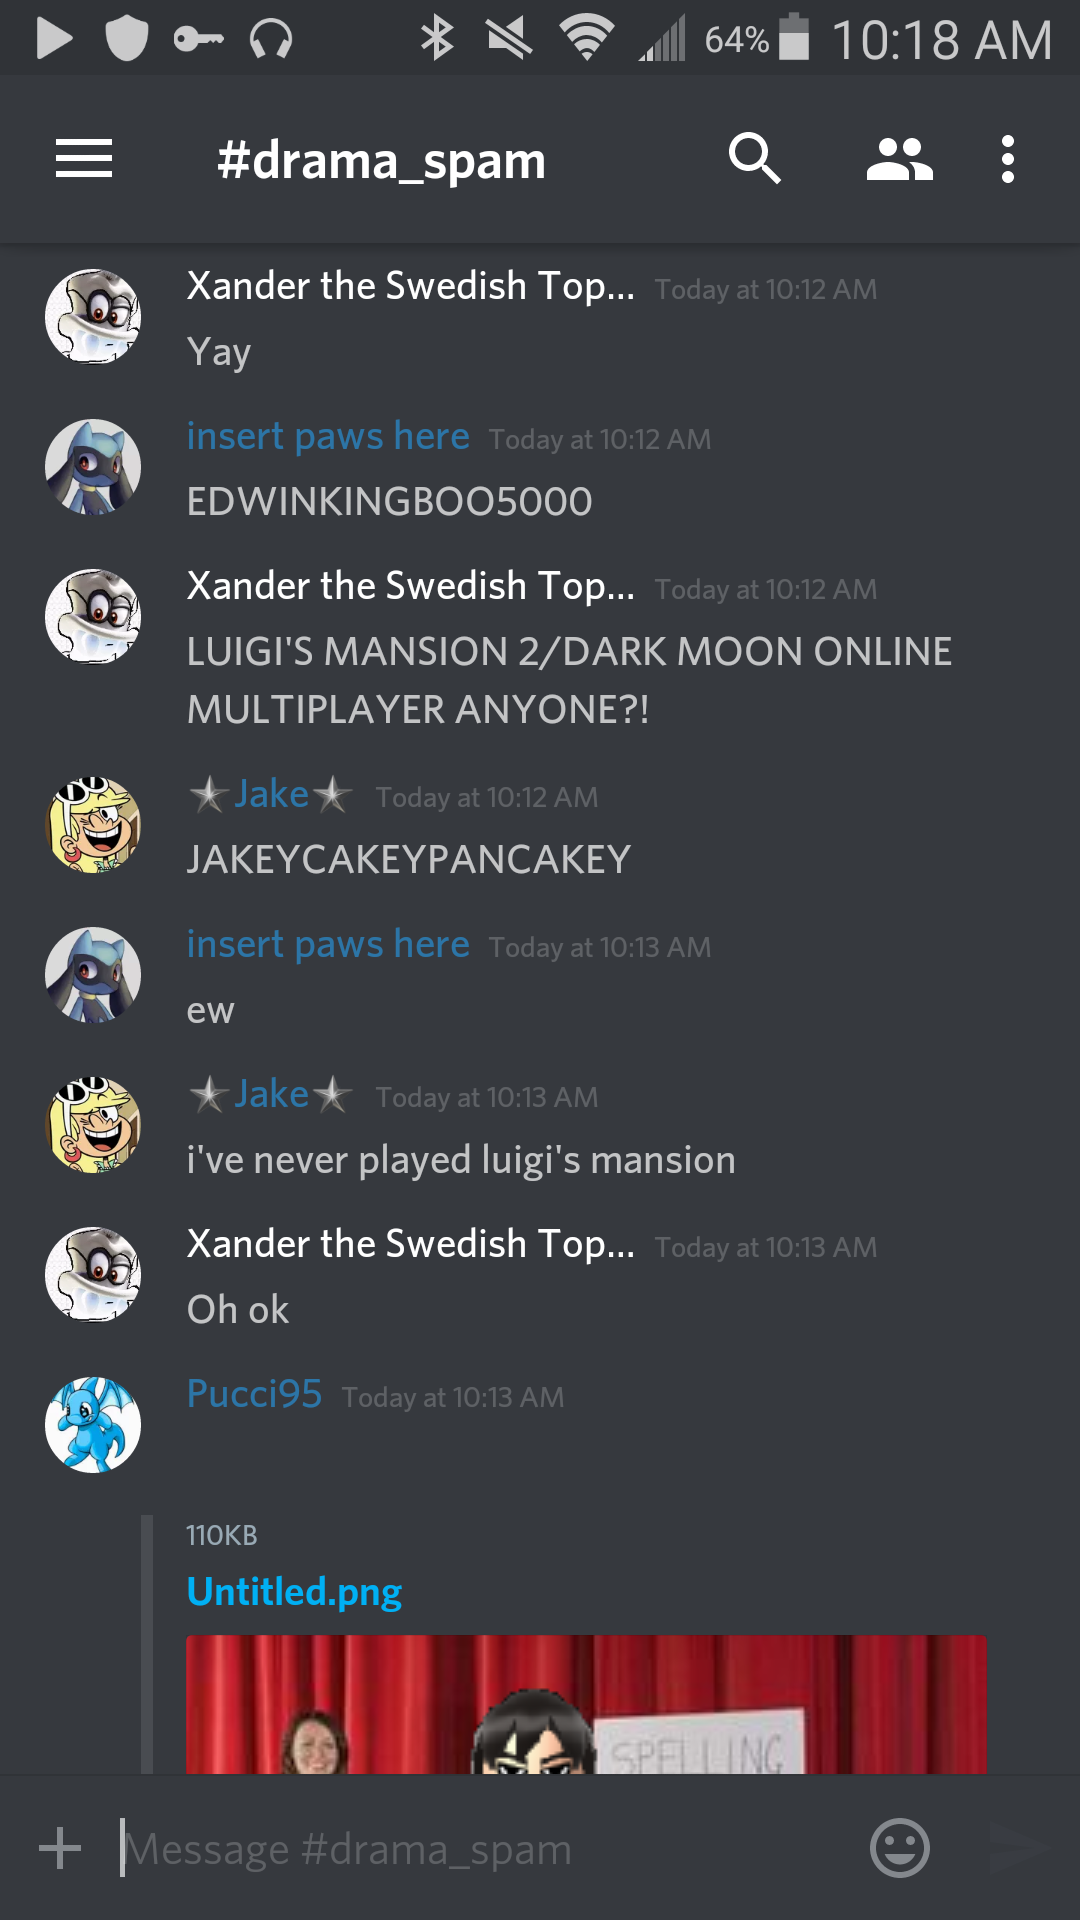 64% 10:18 AM
#drama_spam
Xander the Swedish Top... Today at 10:12 AM
Yay
insert paws here Today at 10:12 AM
EDWINKINGBOO5000
Xander the Swedish Top... Today at 10:12 AM
LUIGI'S MANSION 2/DARK MOON ONLINE
MULTIPLAYER ANYONE?!
★Jake★ Today at 10:12 AM
JAKEYCAKEYPANCAKEY
insert paws here Today at 10:13 AM
ew
★Jake★ Today at 10:13 AM
i've never played luigi's mansion
Xander the Swedish Top... Today at 10:13 AM
Oh ok
Pucci95 Today at 10:13 AM
110KB
Untitled.png
SPELLING
Message #drama_spam